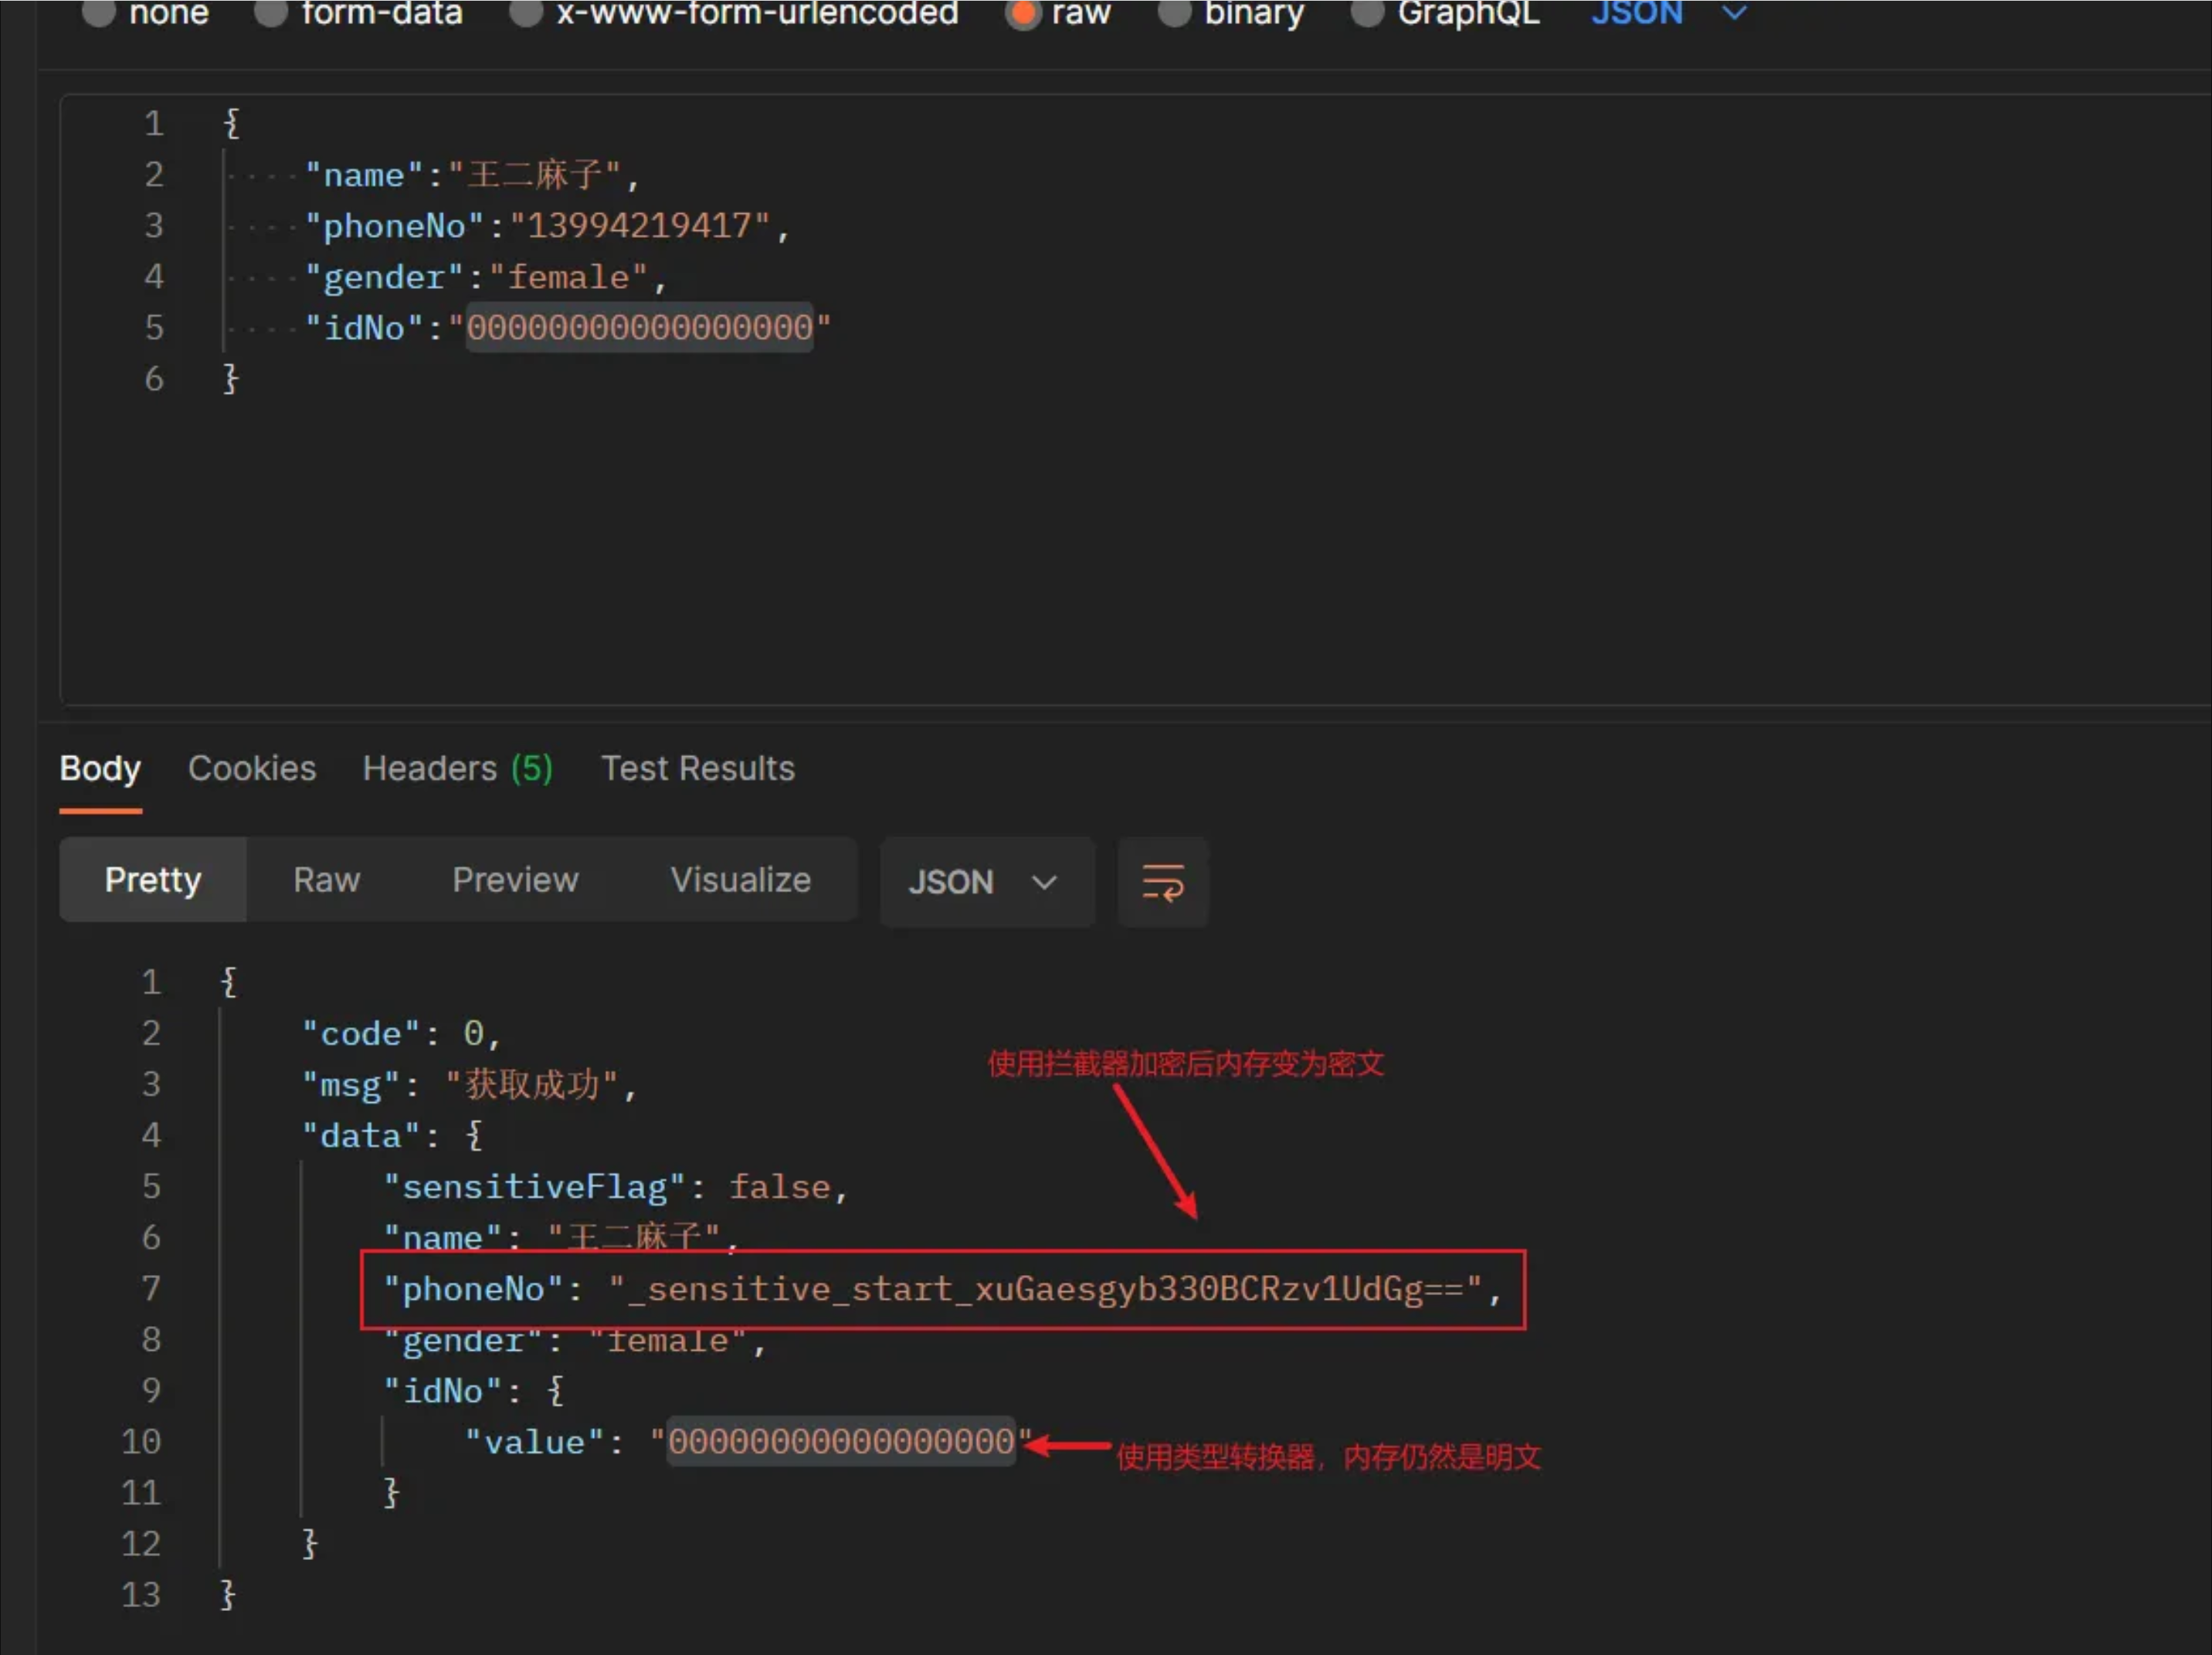 none form-data x-www-form-urlencoded raw binary GraphQL JSON
1 {
2 "name":"王二麻子",
3 "phoneNo":"13994219417",
4 "gender":"female",
5 "idNo":"00000000000000000"
6 }
Body Cookies Headers (5) Test Results
Pretty Raw Preview Visualize JSON
1 {
2 "code": 0,
使用拦截器加密后内存变为密文
3 "msg": "获取成功",
4 "data": {
5 "sensitiveFlag": false,
6 "name": "王二麻子",
7 "phoneNo": "_sensitive_start_xuGaesgyb330BCRzv1UdGg==",
8 "gender": "female",
9 "idNo": {
10 "value": "00000000000000000"
使用类型转换器，内存仍然是明文
11 }
12 }
13 }